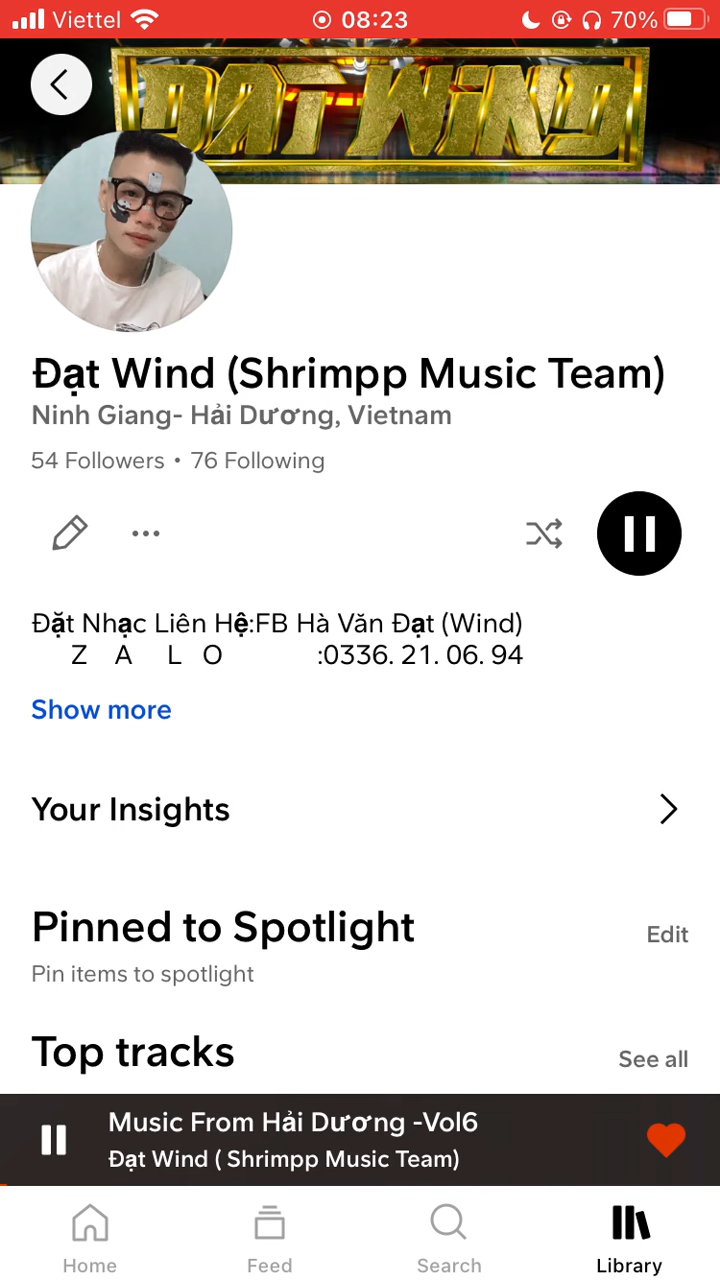 Viettel 08:23 70%
ĐẠT WIND
Đạt Wind (Shrimpp Music Team)
Ninh Giang- Hải Dương, Vietnam
54 Followers • 76 Following
Đặt Nhạc Liên Hệ:FB Hà Văn Đạt (Wind)
Z A L O :0336. 21. 06. 94
Show more
Your Insights
Pinned to Spotlight
Edit
Pin items to spotlight
Top tracks
See all
Music From Hải Dương -Vol6
Đạt Wind ( Shrimpp Music Team)
Home Feed Search Library